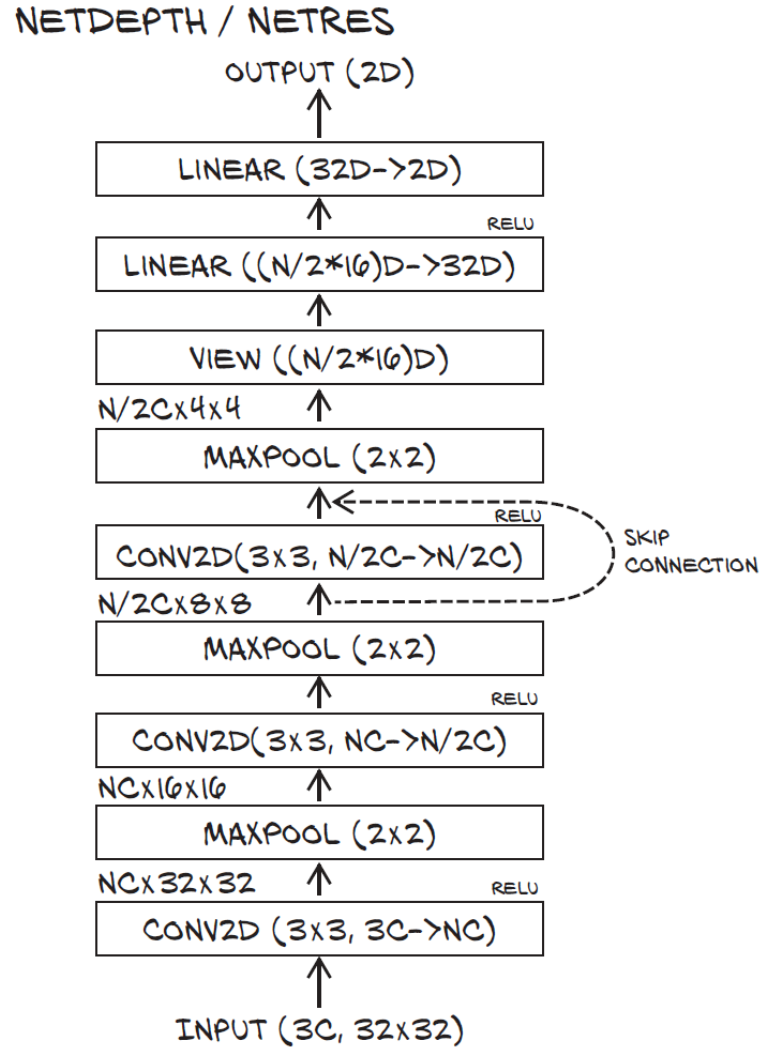 NETDEPTH / NETRES
OUTPUT (2D)
LINEAR (32D->2D)
RELU
LINEAR ((N/2*16)D->32D)
VIEW ((N/2*16)D)
N/2CX4X4
MAXPOOL (2X2)
RELU
SKIP
CONNECTION
CONV2D(3X3, N/2C->N/2C)
N/2CX8X8
MAXPOOL (2X2)
RELU
CONV2D(3X3, NC->N/2C)
NCX16X16
MAXPOOL (2X2)
NCX32X32
RELU
CONV2D (3X3, 3C->NC)
INPUT (3C, 32X32)